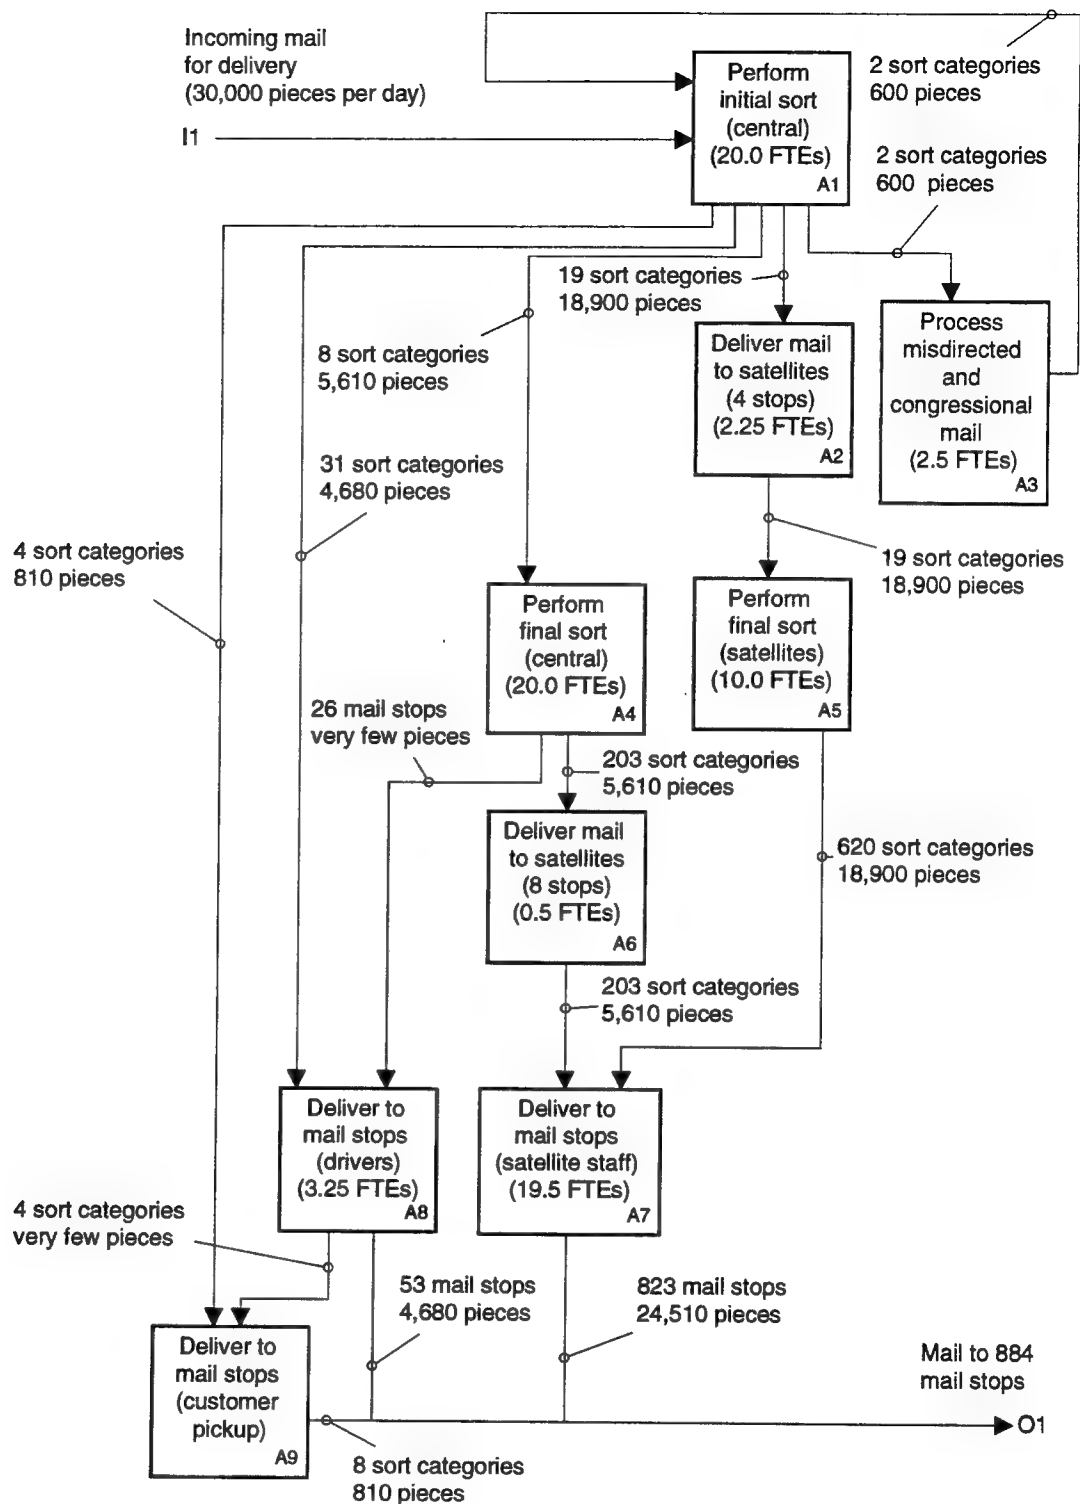 Incoming mail
for delivery
(30,000 pieces per day)
I1
Perform
initial sort
(central)
(20.0 FTEs)
A1
2 sort categories
600 pieces
2 sort categories
600 pieces
19 sort categories
18,900 pieces
8 sort categories
5,610 pieces
Deliver mail
to satellites
(4 stops)
(2.25 FTEs)
A2
Process
misdirected
and
congressional
mail
(2.5 FTEs)
A3
31 sort categories
4,680 pieces
4 sort categories
810 pieces
19 sort categories
18,900 pieces
Perform
final sort
(central)
(20.0 FTEs)
A4
Perform
final sort
(satellites)
(10.0 FTEs)
A5
26 mail stops
very few pieces
203 sort categories
5,610 pieces
Deliver mail
to satellites
(8 stops)
(0.5 FTEs)
A6
620 sort categories
18,900 pieces
203 sort categories
5,610 pieces
Deliver to
mail stops
(drivers)
(3.25 FTEs)
A8
Deliver to
mail stops
(satellite staff)
(19.5 FTEs)
A7
4 sort categories
very few pieces
53 mail stops
4,680 pieces
823 mail stops
24,510 pieces
Deliver to
mail stops
(customer
pickup)
A9
Mail to 884
mail stops
O1
8 sort categories
810 pieces